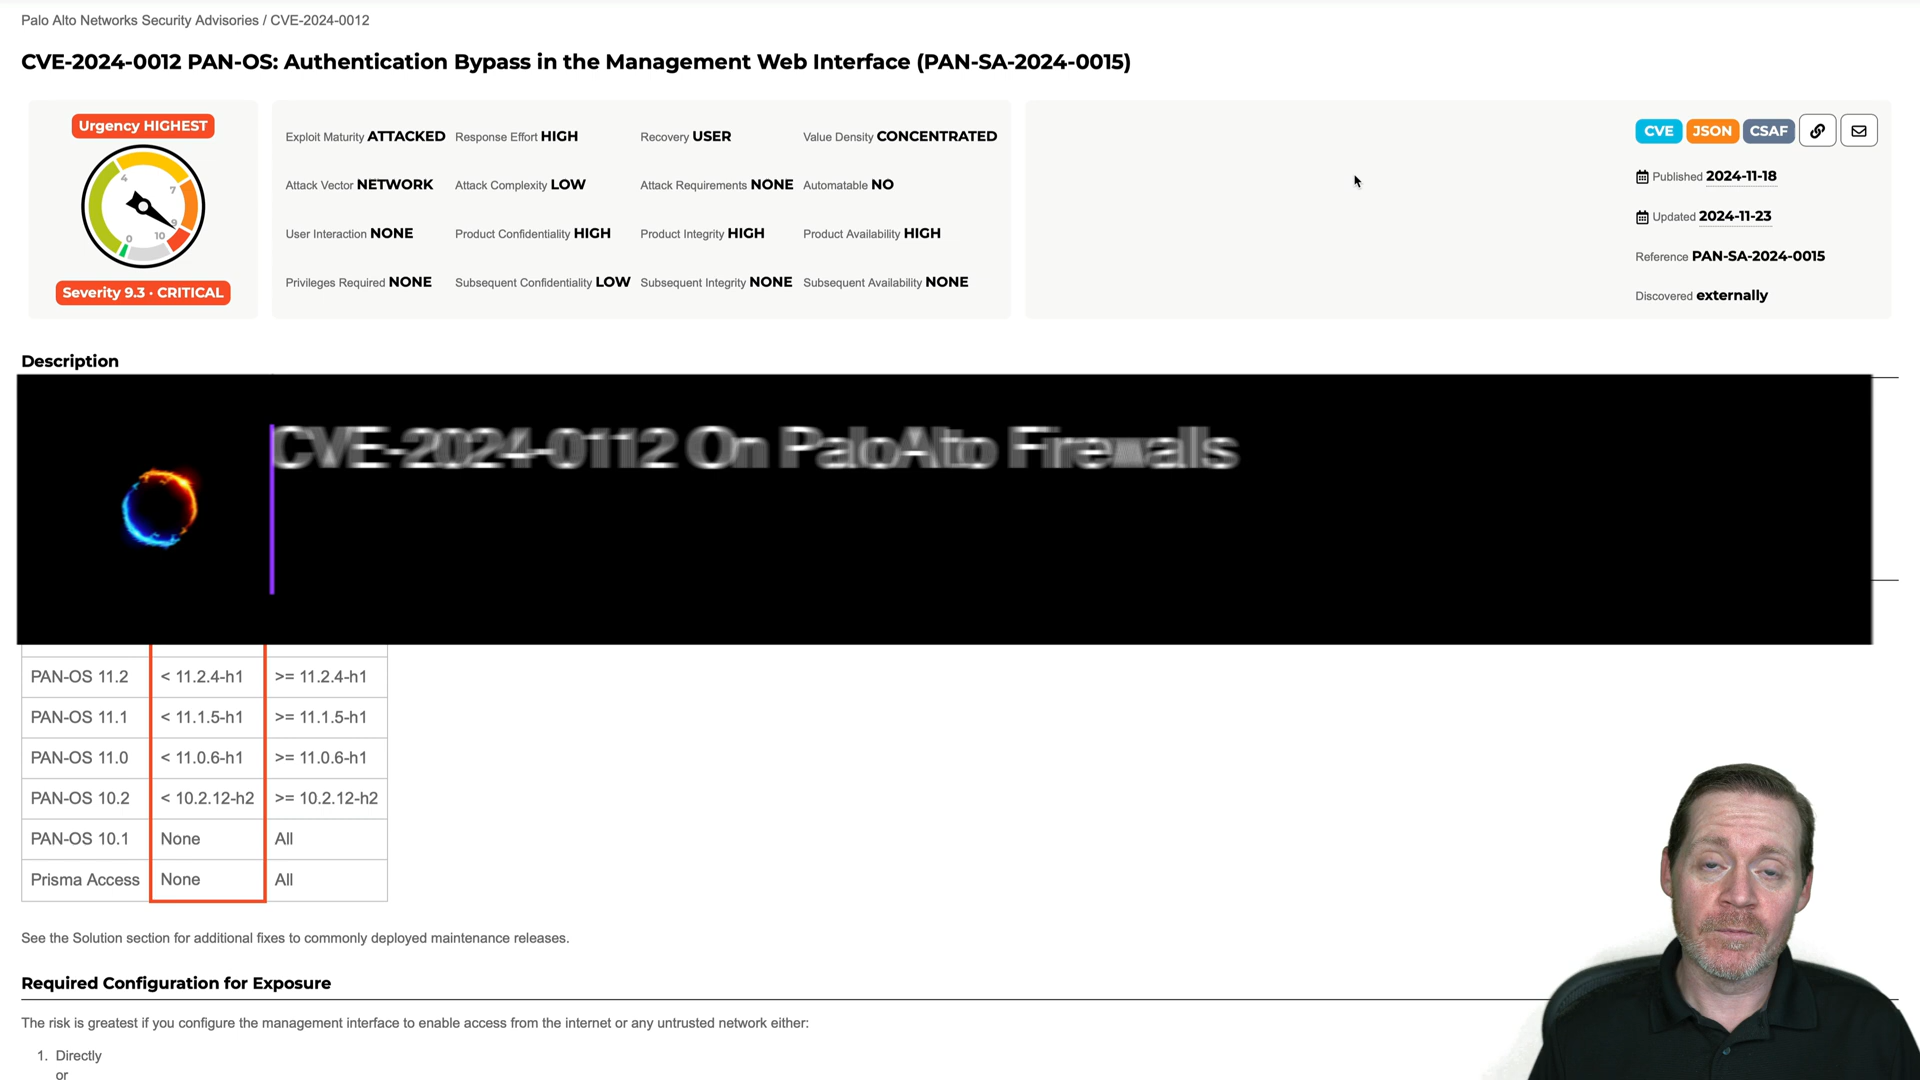 Palo Alto Networks Security Advisories / CVE-2024-0012
CVE-2024-0012 PAN-OS: Authentication Bypass in the Management Web Interface (PAN-SA-2024-0015)
Urgency HIGHEST
4
7
9
0
10
Severity 9.3 · CRITICAL
Exploit Maturity ATTACKED Response Effort HIGH Recovery USER Value Density CONCENTRATED
Attack Vector NETWORK Attack Complexity LOW Attack Requirements NONE Automatable NO
User Interaction NONE Product Confidentiality HIGH Product Integrity HIGH Product Availability HIGH
Privileges Required NONE Subsequent Confidentiality LOW Subsequent Integrity NONE Subsequent Availability NONE
CVE JSON CSAF
Published 2024-11-18
Updated 2024-11-23
Reference PAN-SA-2024-0015
Discovered externally
Description
CVE-2024-0112 On PaloAlto Firewalls
PAN-OS 11.2 < 11.2.4-h1 >= 11.2.4-h1
PAN-OS 11.1 < 11.1.5-h1 >= 11.1.5-h1
PAN-OS 11.0 < 11.0.6-h1 >= 11.0.6-h1
PAN-OS 10.2 < 10.2.12-h2 >= 10.2.12-h2
PAN-OS 10.1 None All
Prisma Access None All
See the Solution section for additional fixes to commonly deployed maintenance releases.
Required Configuration for Exposure
The risk is greatest if you configure the management interface to enable access from the internet or any untrusted network either:
1. Directly
or